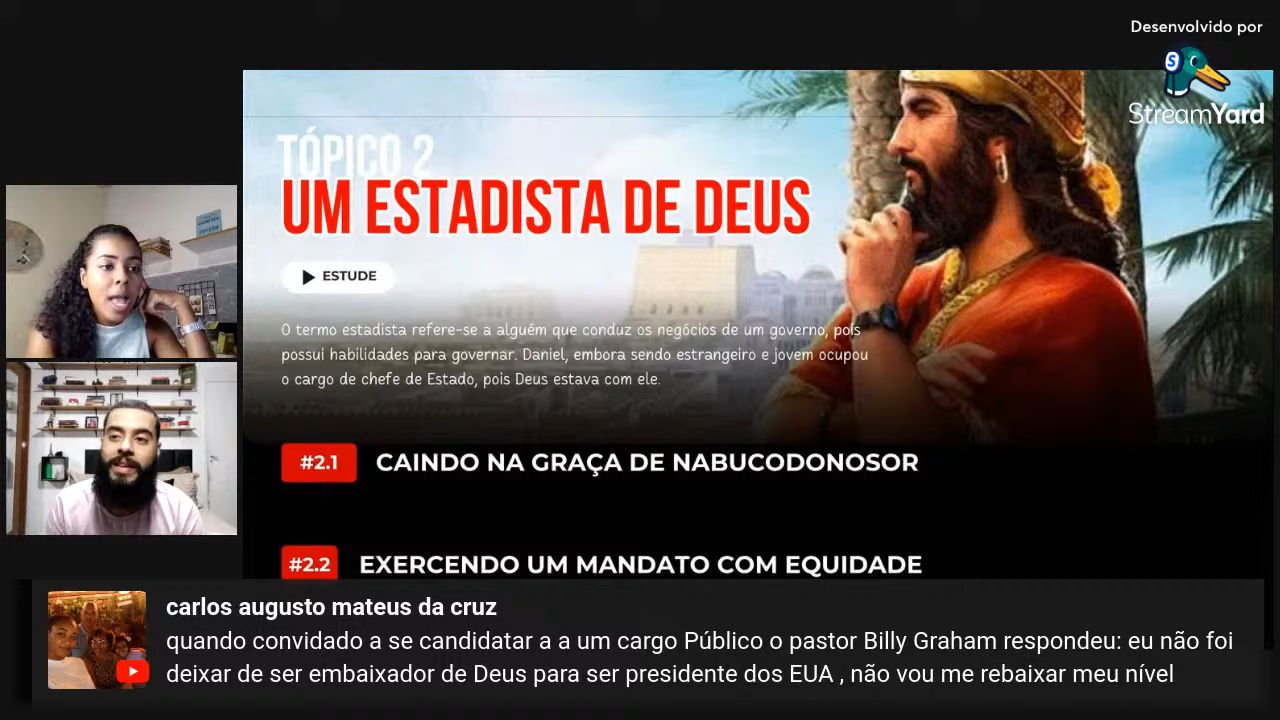 Desenvolvido por
StreamYard
TÓPICO 2
UM ESTADISTA DE DEUS
ESTUDE
O termo estadista refere-se a alguém que conduz os negócios de um governo, pois
possui habilidades para governar. Daniel, embora sendo estrangeiro e jovem ocupou
o cargo de chefe de Estado, pois Deus estava com ele.
#2.1 CAINDO NA GRAÇA DE NABUCODONOSOR
#2.2 EXERCENDO UM MANDATO COM EQUIDADE
carlos augusto mateus da cruz
quando convidado a se candidatar a a um cargo Público o pastor Billy Graham respondeu: eu não foi
deixar de ser embaixador de Deus para ser presidente dos EUA , não vou me rebaixar meu nível